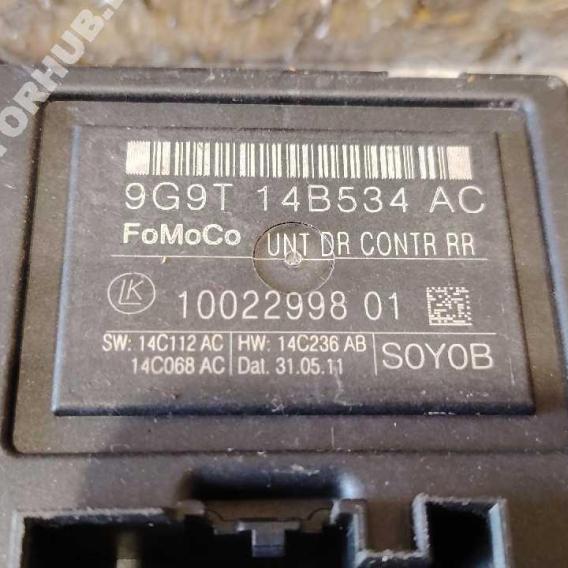 9G9T 14B534 AC
FoMoCo UNT DR CONTR RR
LK 10022998 01
SW: 14C112 AC HW: 14C236 AB S0Y0B
14C068 AC Dat. 31.05.11